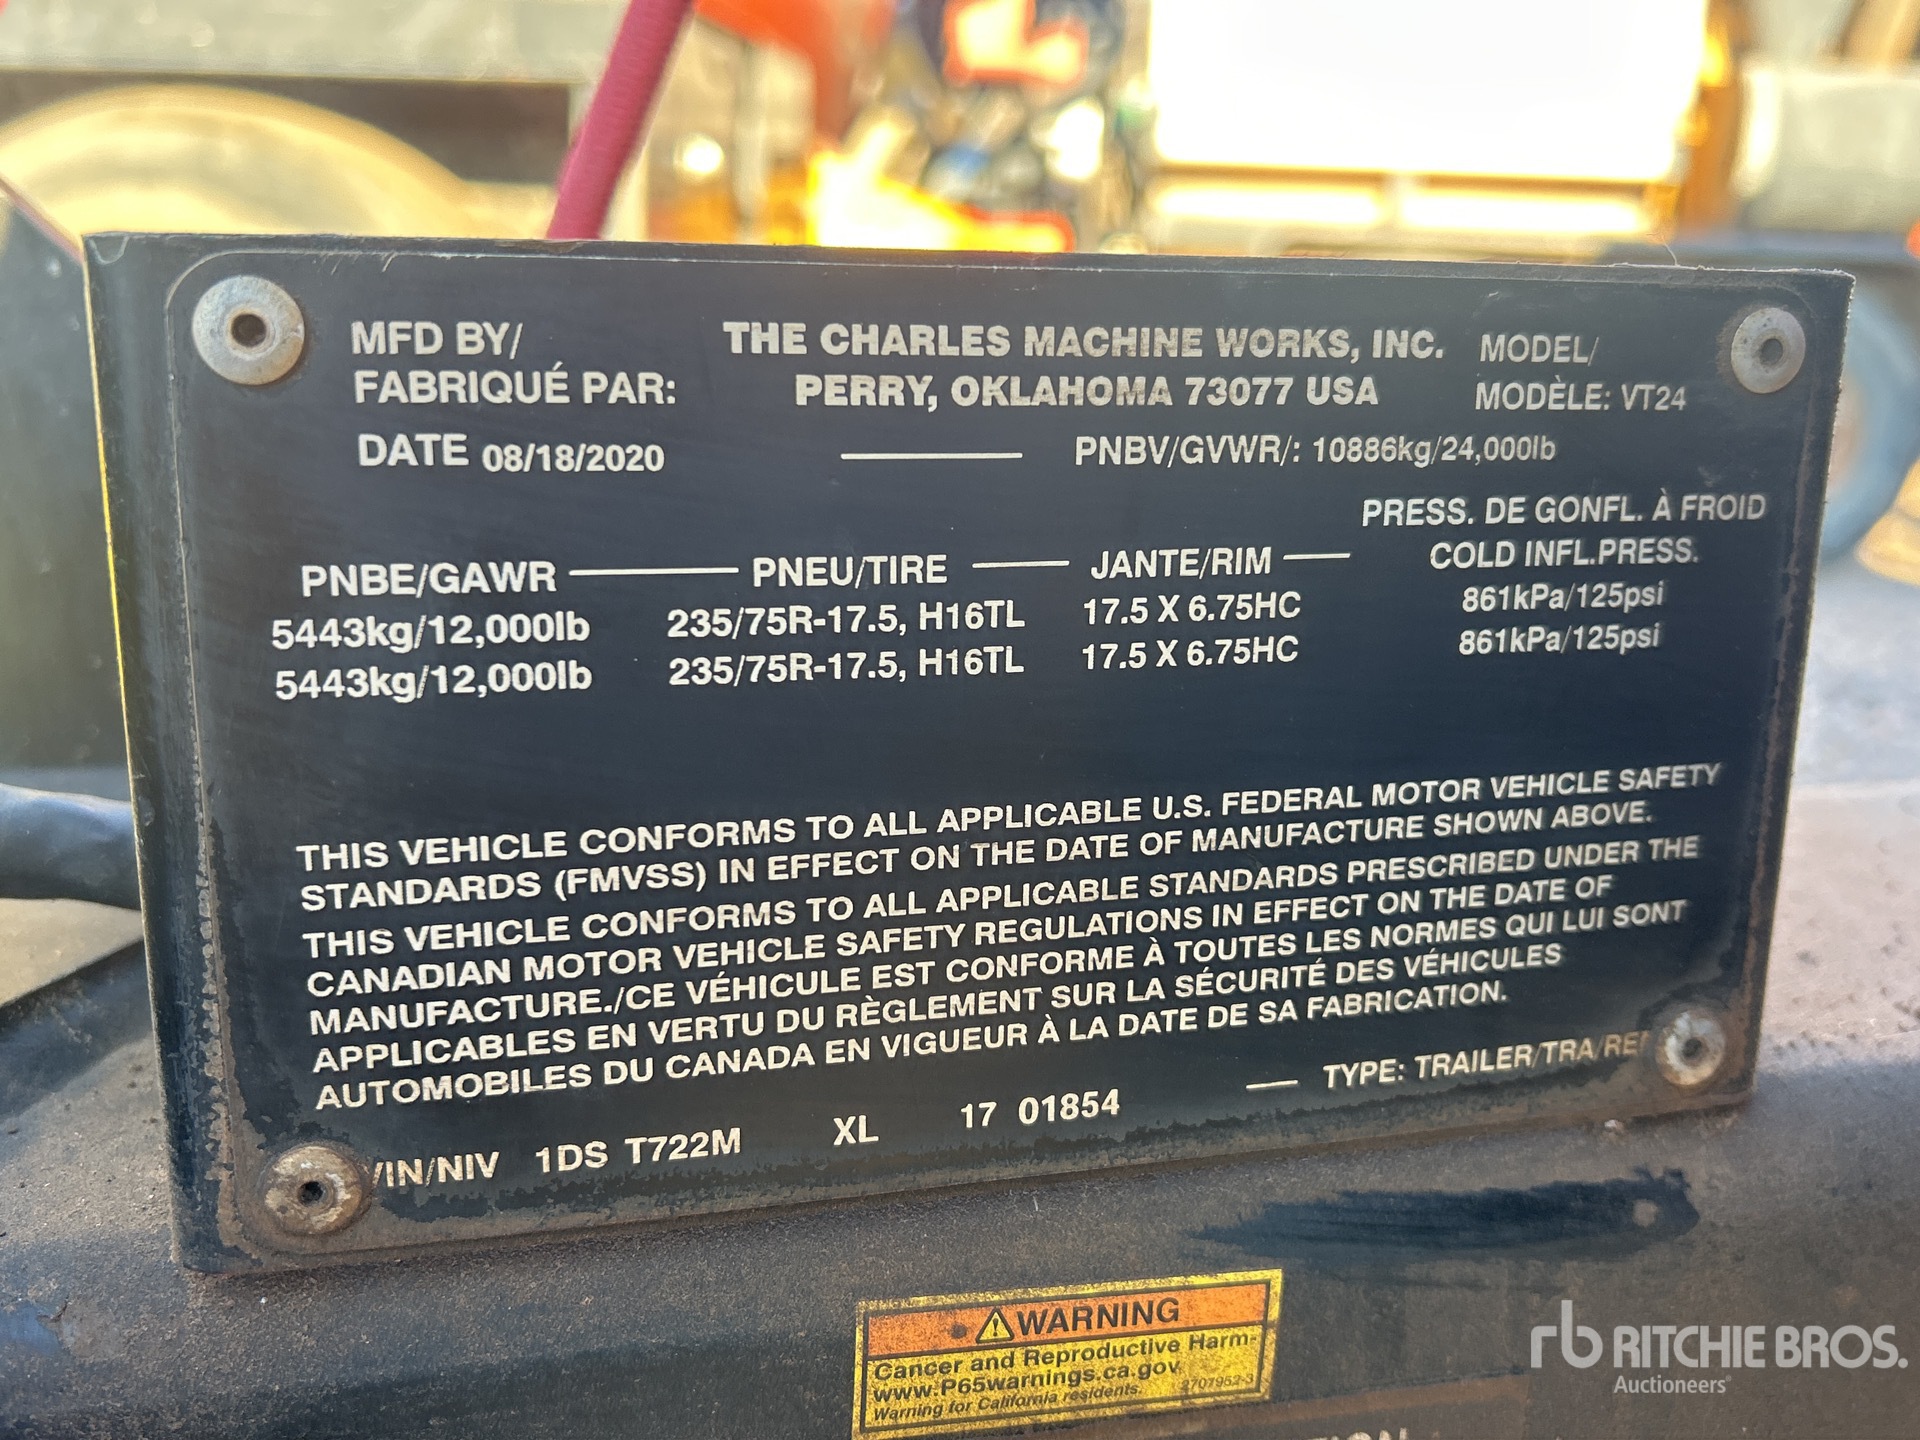 MFD BY/ THE CHARLES MACHINE WORKS, INC. MODEL/
FABRIQUÉ PAR: PERRY, OKLAHOMA 73077 USA MODÈLE: VT24
DATE 08/18/2020 PNBV/GVWR/: 10886kg/24,000lb
PRESS. DE GONFL. À FROID
PNBE/GAWR PNEU/TIRE JANTE/RIM COLD INFL.PRESS.
5443kg/12,000lb 235/75R-17.5, H16TL 17.5 X 6.75HC 861kPa/125psi
5443kg/12,000lb 235/75R-17.5, H16TL 17.5 X 6.75HC 861kPa/125psi
THIS VEHICLE CONFORMS TO ALL APPLICABLE U.S. FEDERAL MOTOR VEHICLE SAFETY
STANDARDS (FMVSS) IN EFFECT ON THE DATE OF MANUFACTURE SHOWN ABOVE.
THIS VEHICLE CONFORMS TO ALL APPLICABLE STANDARDS PRESCRIBED UNDER THE
CANADIAN MOTOR VEHICLE SAFETY REGULATIONS IN EFFECT ON THE DATE OF
MANUFACTURE./CE VÉHICULE EST CONFORME À TOUTES LES NORMES QUI LUI SONT
APPLICABLES EN VERTU DU RÈGLEMENT SUR LA SÉCURITÉ DES VÉHICULES
AUTOMOBILES DU CANADA EN VIGUEUR À LA DATE DE SA FABRICATION.
VIN/NIV 1DS T722M XL 17 01854 TYPE: TRAILER/TRA/RE
WARNING
Cancer and Reproductive Harm-
www.P65warnings.ca.gov
Warning for California residents. 2707952-3
rb RITCHIE BROS.
Auctioneers